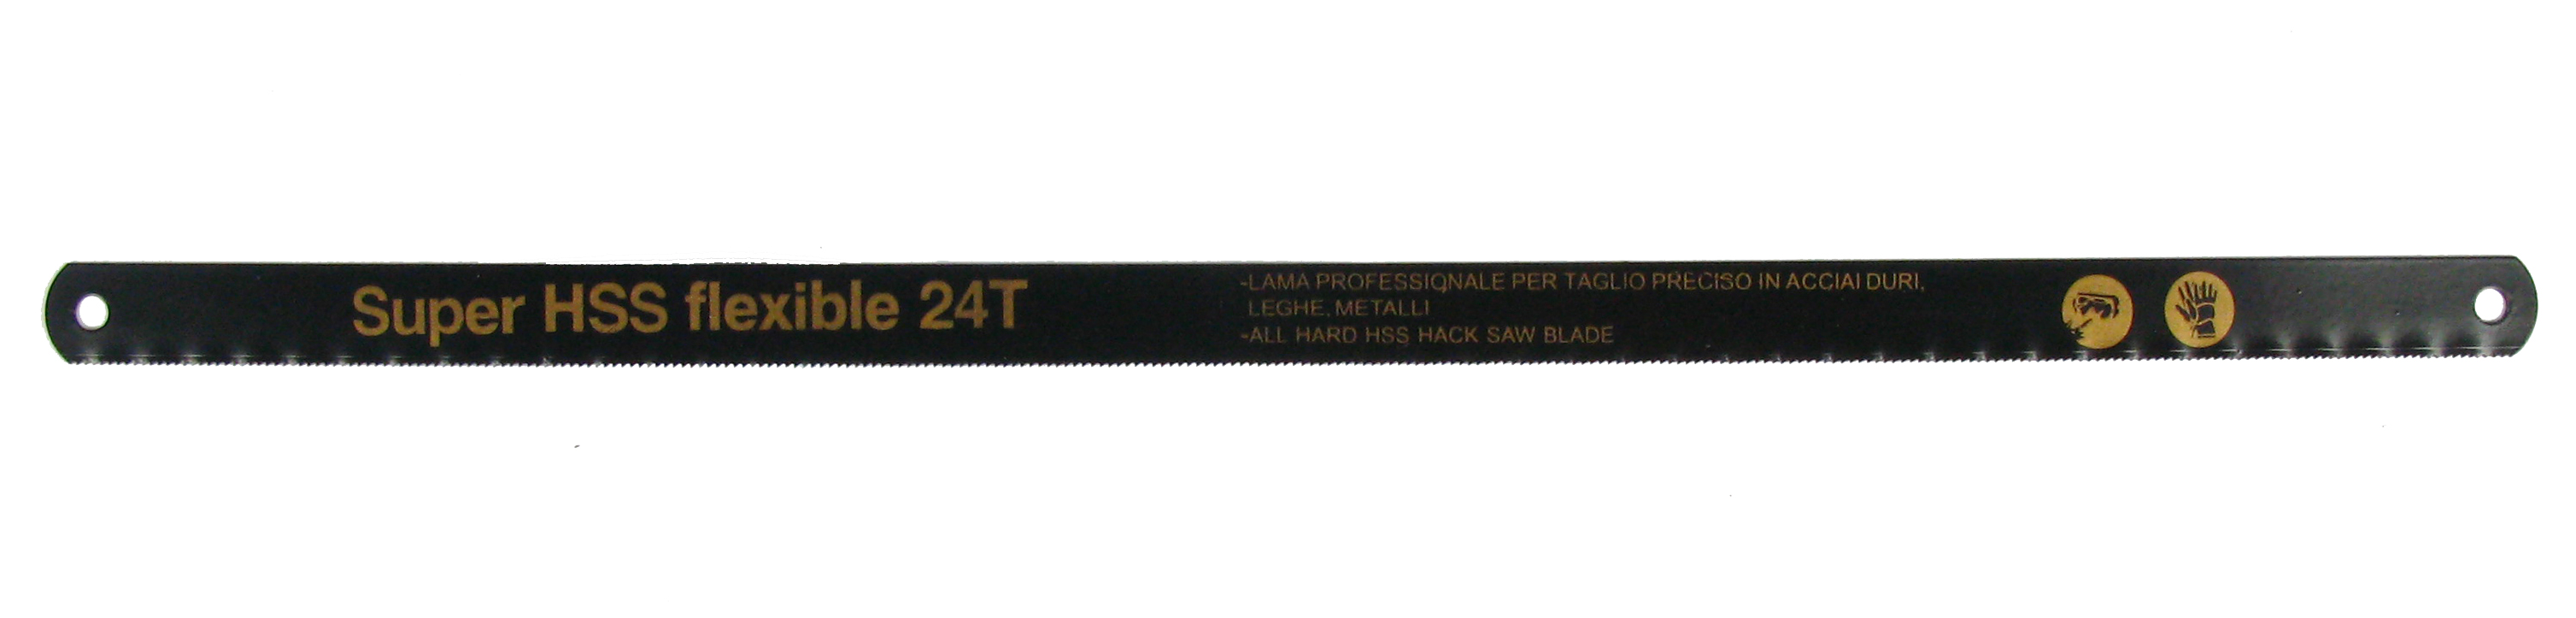 Super HSS flexible 24T
-LAMA PROFESSIONALE PER TAGLIO PRECISO IN ACCIAI DURI,
LEGHE, METALLI
-ALL HARD HSS HACK SAW BLADE